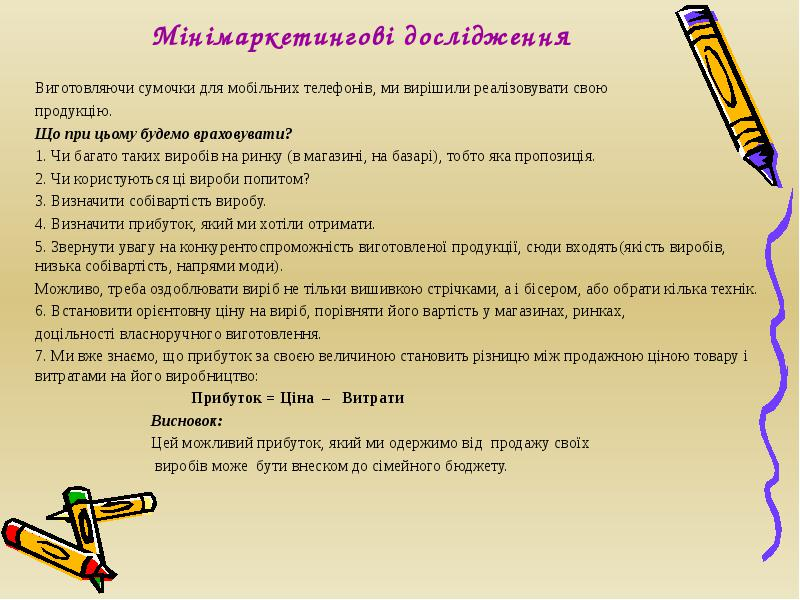 Мінімаркетингові дослідження
Виготовляючи сумочки для мобільних телефонів, ми вирішили реалізовувати свою
продукцію.
Що при цьому будемо враховувати?
1. Чи багато таких виробів на ринку (в магазині, на базарі), тобто яка пропозиція.
2. Чи користуються ці вироби попитом?
3. Визначити собівартість виробу.
4. Визначити прибуток, який ми хотіли отримати.
5. Звернути увагу на конкурентоспроможність виготовленої продукції, сюди входять(якість виробів,
низька собівартість, напрями моди).
Можливо, треба оздоблювати виріб не тільки вишивкою стрічками, а і бісером, або обрати кілька технік.
6. Встановити орієнтовну ціну на виріб, порівняти його вартість у магазинах, ринках,
доцільності власноручного виготовлення.
7. Ми вже знаємо, що прибуток за своєю величиною становить різницю між продажною ціною товару і
витратами на його виробництво:
Прибуток = Ціна – Витрати
Висновок:
Цей можливий прибуток, який ми одержимо від продажу своїх
виробів може бути внеском до сімейного бюджету.